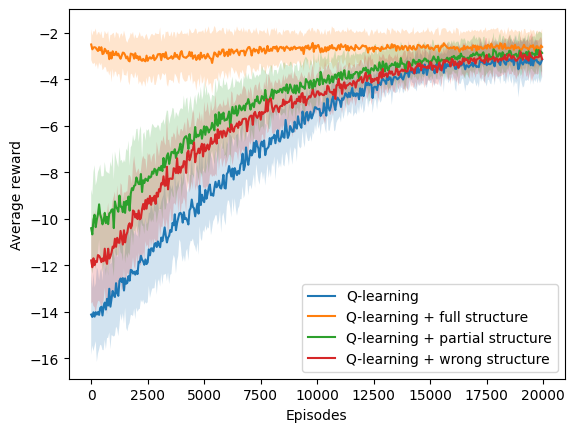 −2
−4
−6
−8
−10
−12
−14
−16
Average reward
Q-learning
Q-learning + full structure
Q-learning + partial structure
Q-learning + wrong structure
0 2500 5000 7500 10000 12500 15000 17500 20000
Episodes